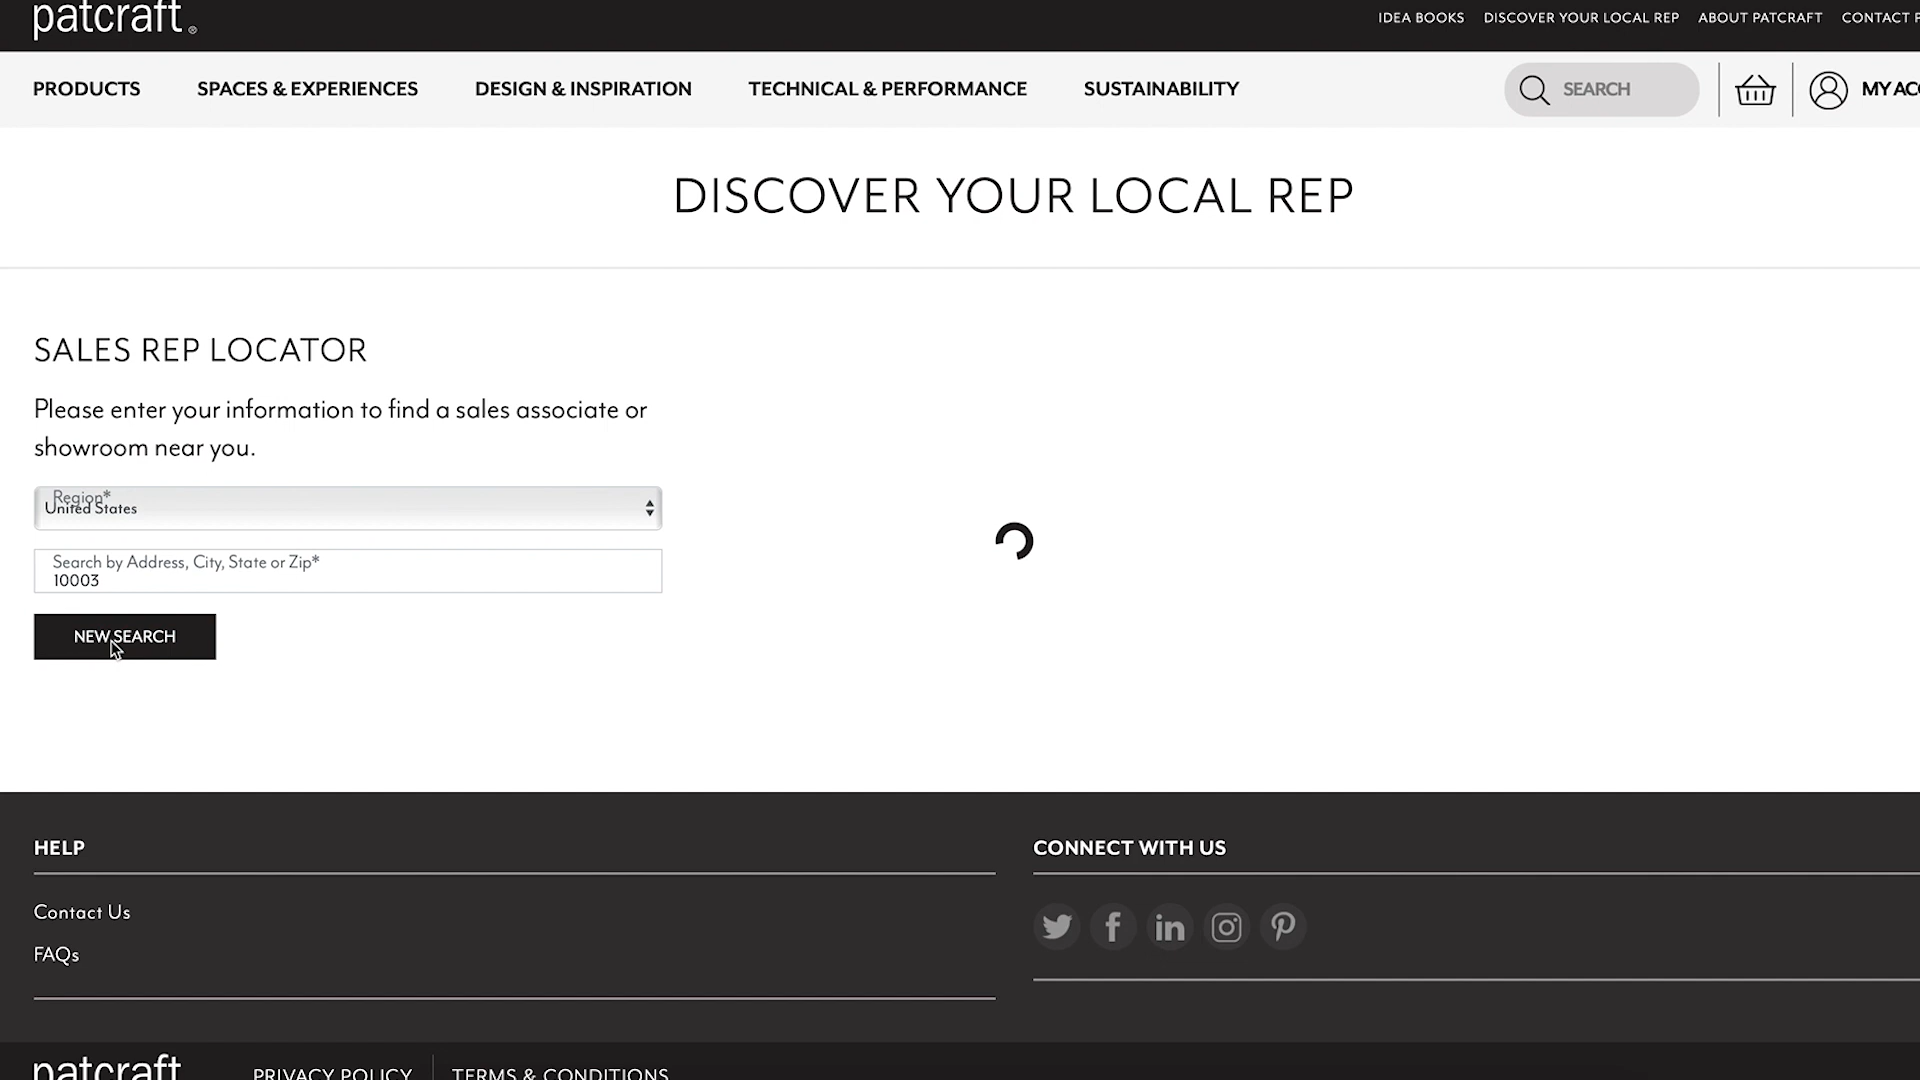 patcraft®
IDEA BOOKS DISCOVER YOUR LOCAL REP ABOUT PATCRAFT CONTACT P
PRODUCTS SPACES & EXPERIENCES DESIGN & INSPIRATION TECHNICAL & PERFORMANCE SUSTAINABILITY SEARCH MY ACC
DISCOVER YOUR LOCAL REP
SALES REP LOCATOR
Please enter your information to find a sales associate or
showroom near you.
Region*
United States
Search by Address, City, State or Zip*
10003
NEW SEARCH
HELP
Contact Us
FAQs
CONNECT WITH US
patcraft PRIVACY POLICY TERMS & CONDITIONS